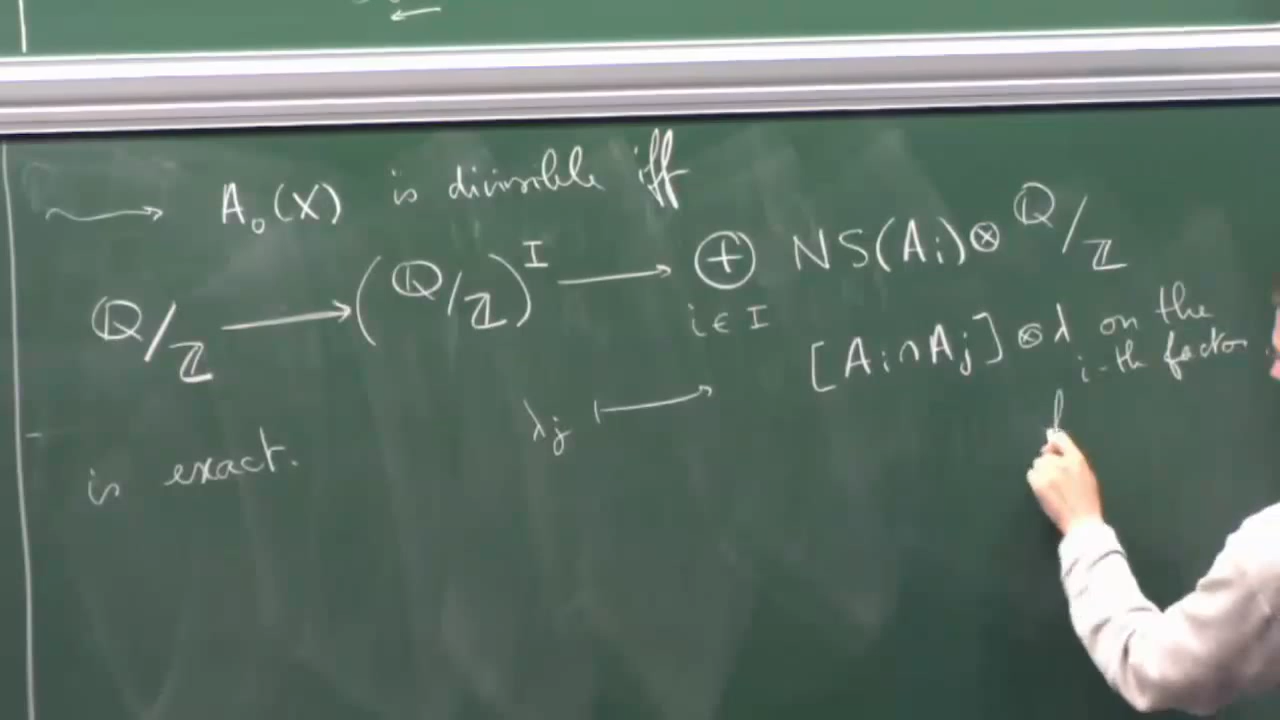 A₀(X) is divisible iff
Q/Z ⟶ (Q/Z)^I ⟶ ⊕_{i∈I} NS(A_i) ⊗ Q/Z
λ_j ⟼ [A_i ∩ A_j] ⊗ λ on the
i-th factor.
is exact.